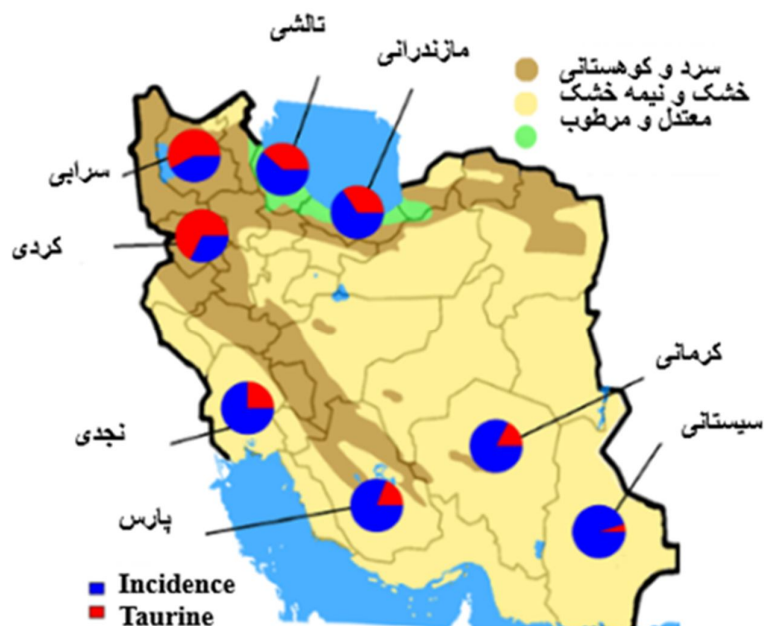 تالشی
مازندرانی
سرد و کوهستانی
خشک و نیمه خشک
معتدل و مرطوب
سرابی
کردی
کرمانی
سیستانی
نجدی
پارس
Incidence
Taurine